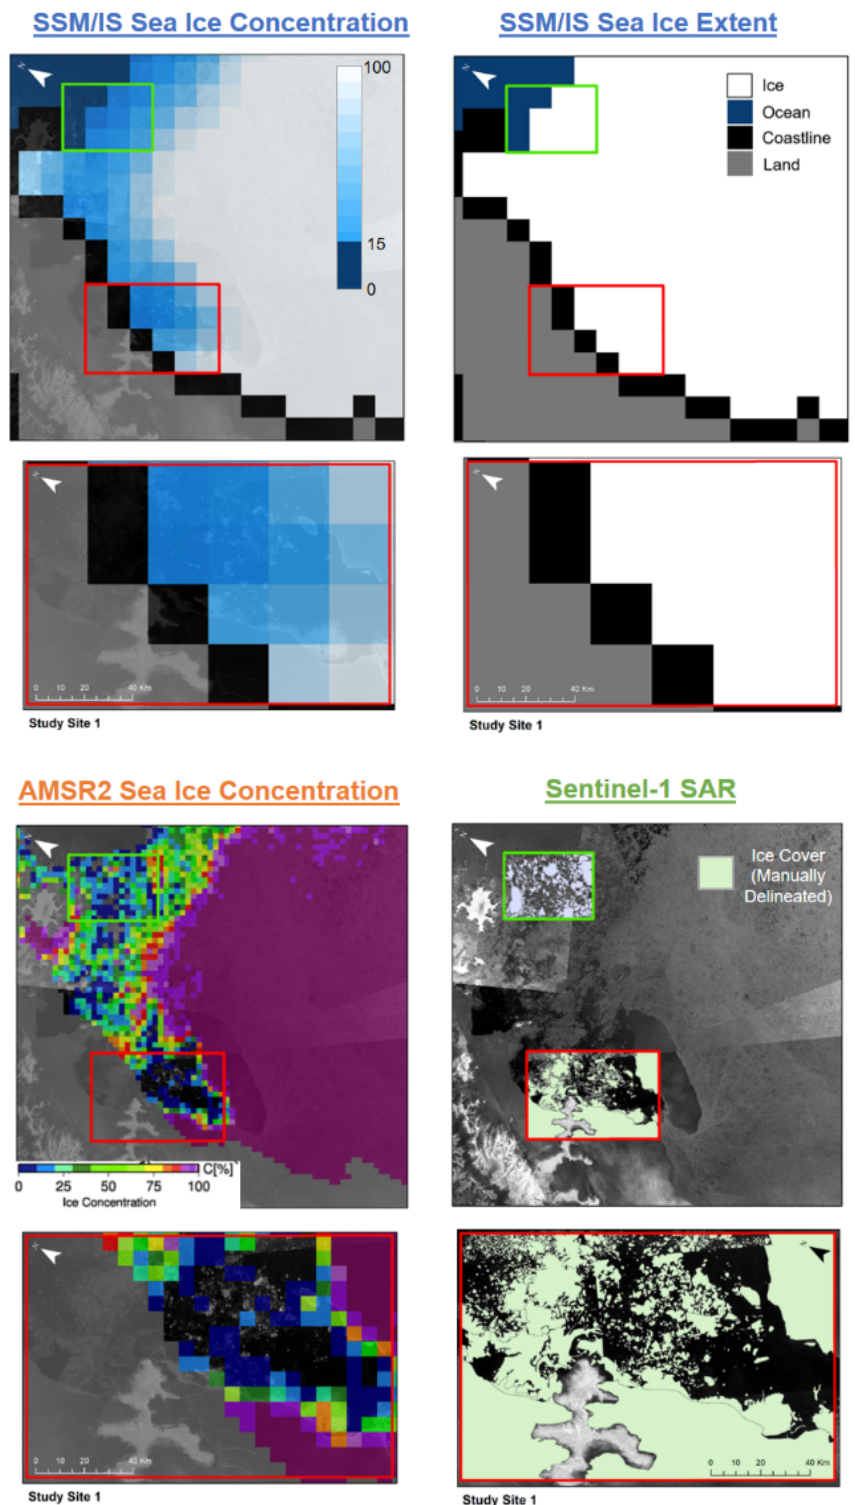 SSM/IS Sea Ice Concentration
SSM/IS Sea Ice Extent
N
100
15
0
N
Ice
Ocean
Coastline
Land
N
0 10 20 40 Km
Study Site 1
N
0 10 20 40 Km
Study Site 1
AMSR2 Sea Ice Concentration
Sentinel-1 SAR
N
C[%]
0 25 50 75 100
Ice Concentration
N
Ice Cover
(Manually
Delineated)
N
0 10 20 40 Km
Study Site 1
N
0 10 20 40 Km
Study Site 1